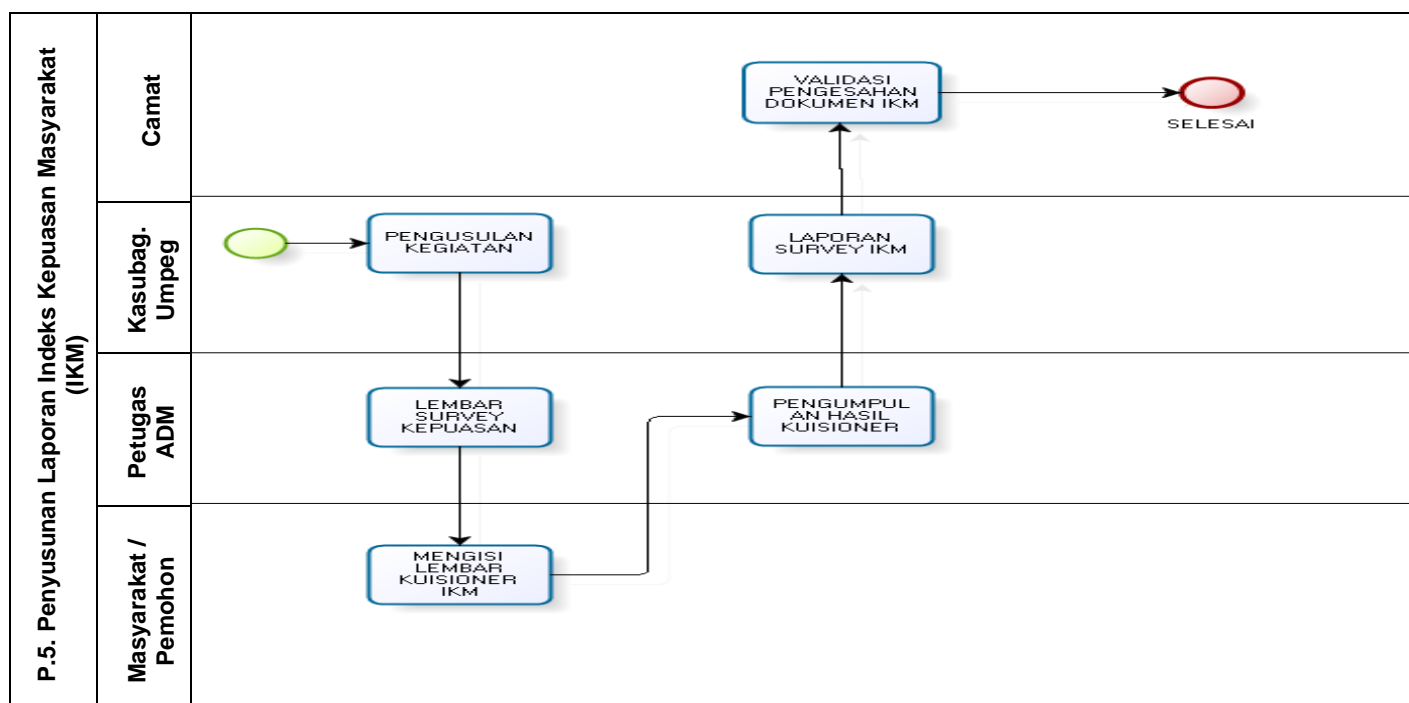 P.5. Penyusunan Laporan Indeks Kepuasan Masyarakat
(IKM)
Camat
VALIDASI
PENGESAHAN
DOKUMEN IKM
SELESAI
Kasubag.
Umpeg
PENGUSULAN
KEGIATAN
LAPORAN
SURVEY IKM
Petugas
ADM
LEMBAR
SURVEY
KEPUASAN
PENGUMPUL
AN HASIL
KUISIONER
Masyarakat /
Pemohon
MENGISI
LEMBAR
KUISIONER
IKM